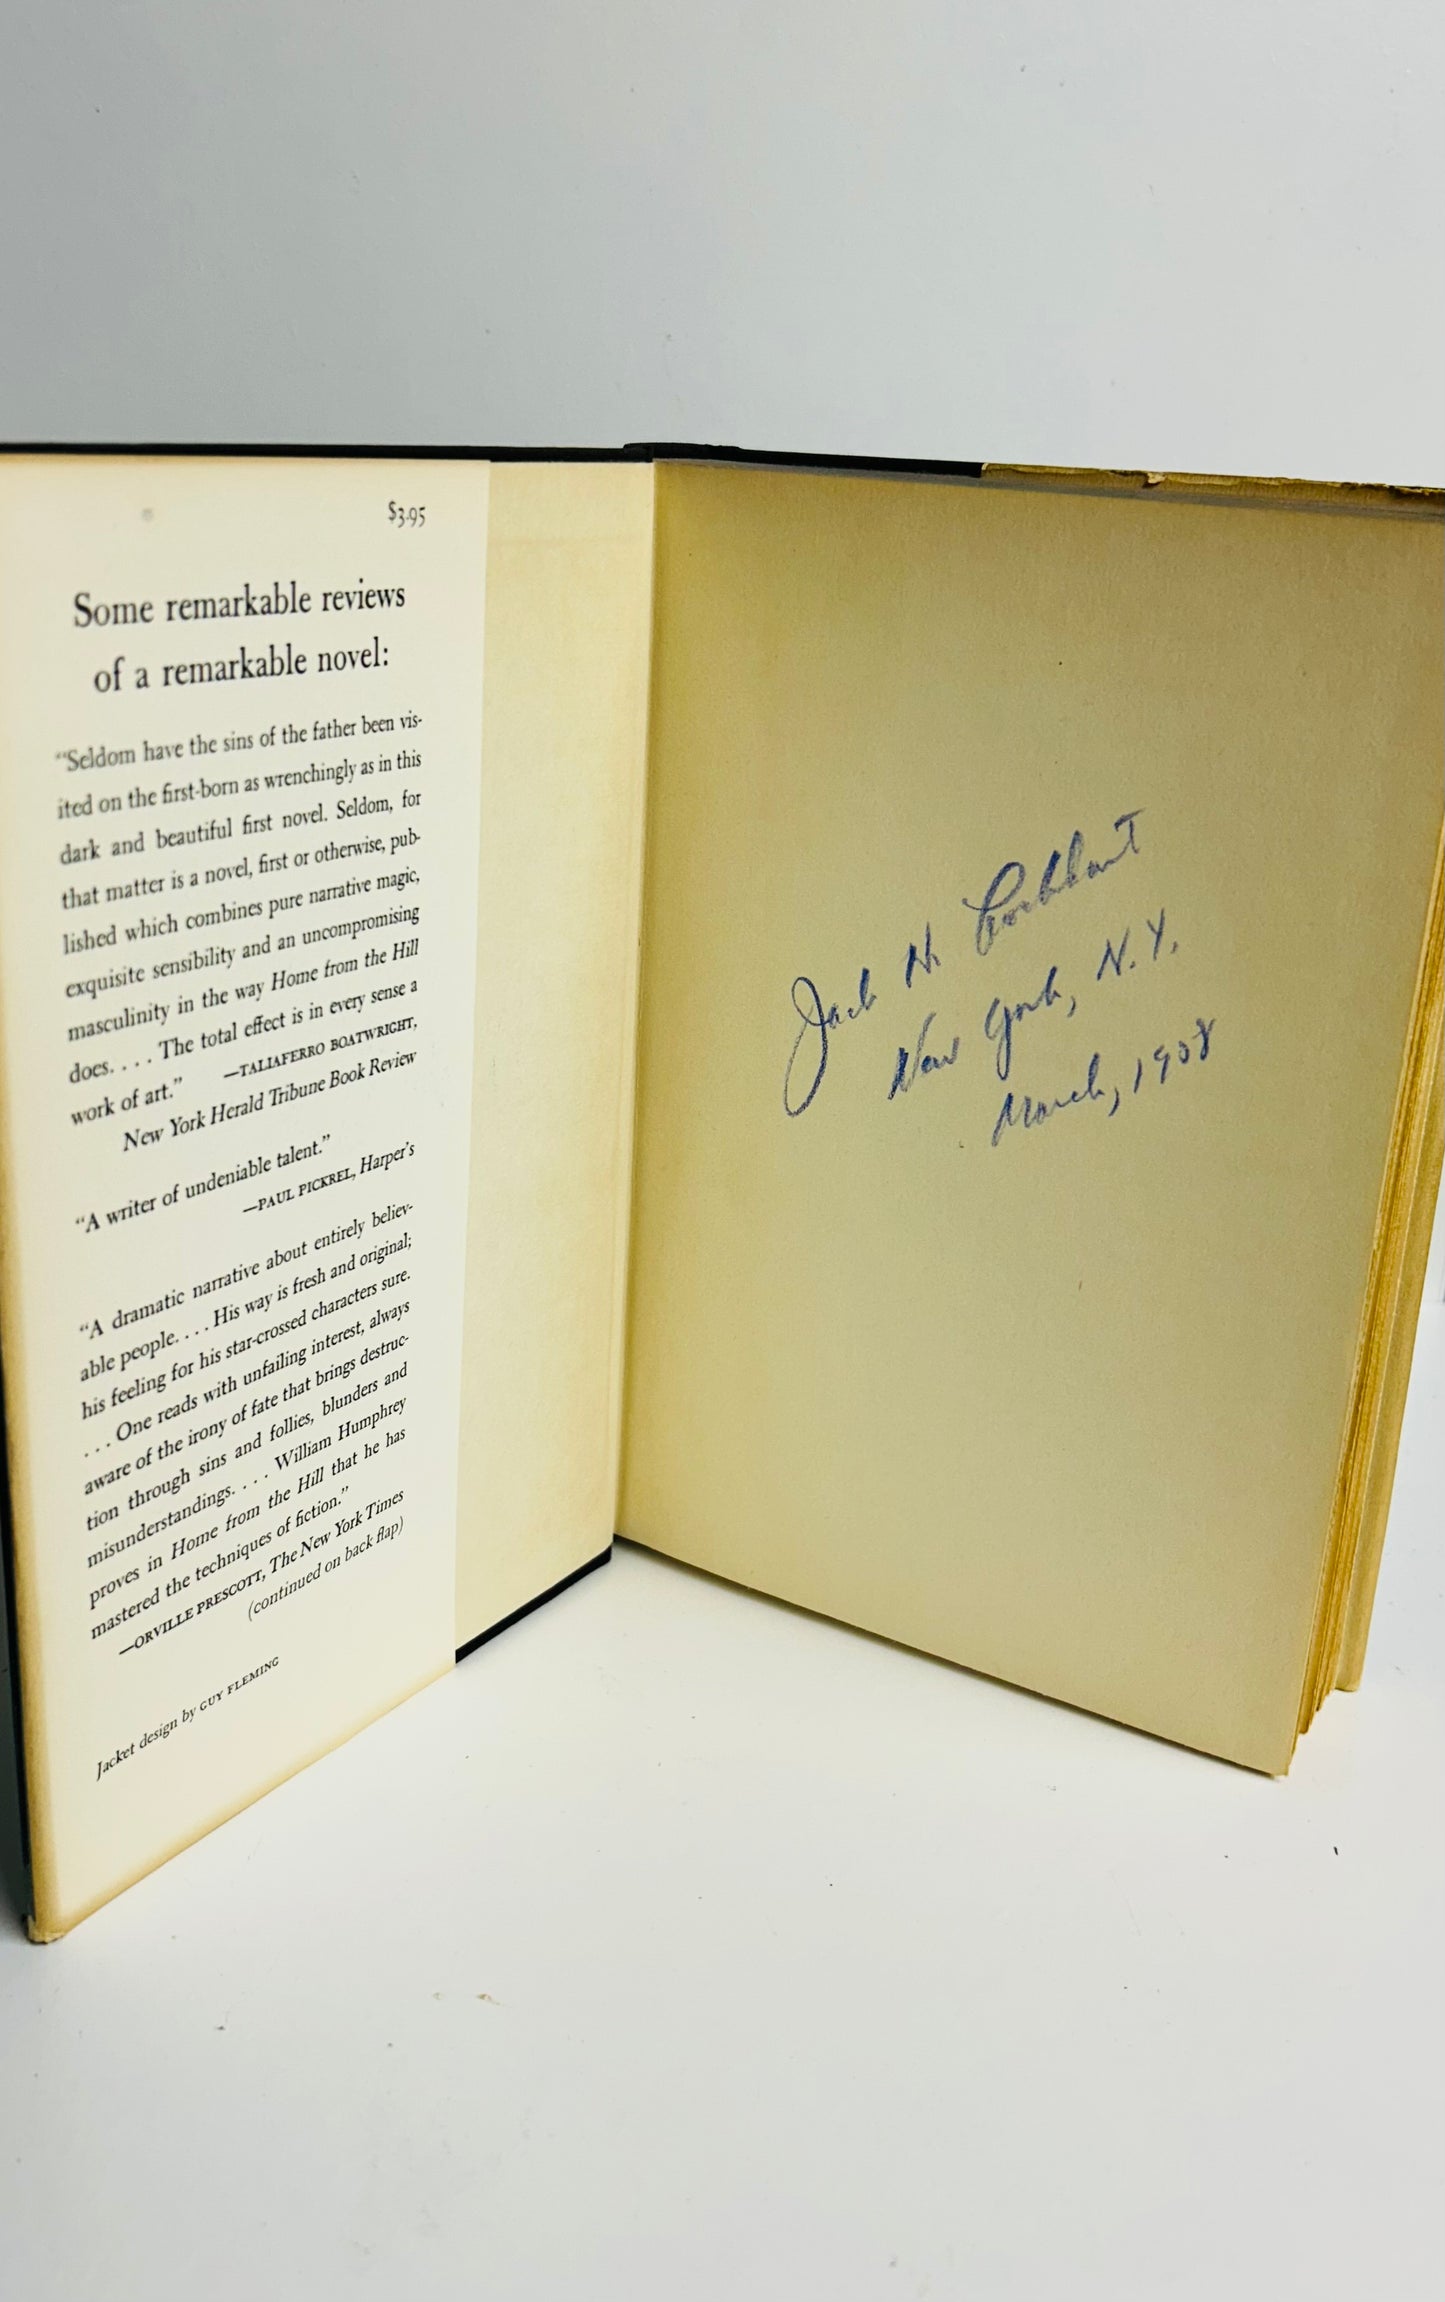 $3.95
Some remarkable reviews
of a remarkable novel:
“Seldom have the sins of the father been vis-
ited on the first-born as wrenchingly as in this
dark and beautiful first novel. Seldom, for
that matter is a novel, first or otherwise, pub-
lished which combines pure narrative magic,
exquisite sensibility and an uncompromising
masculinity in the way Home from the Hill
does. . . . The total effect is in every sense a
work of art.” —TALIAFERRO BOATWRIGHT,
New York Herald Tribune Book Review
“A writer of undeniable talent.”
—PAUL PICKREL, Harper’s
“A dramatic narrative about entirely believ-
able people. . . . His way is fresh and original;
his feeling for his star-crossed characters sure.
. . . One reads with unfailing interest, always
aware of the irony of fate that brings destruc-
tion through sins and follies, blunders and
misunderstandings. . . . William Humphrey
proves in Home from the Hill that he has
mastered the techniques of fiction.”
—ORVILLE PRESCOTT, The New York Times
(continued on back flap)
Jacket design by GUY FLEMING
Jack N. Lockhart
New York, N.Y.
March, 1958